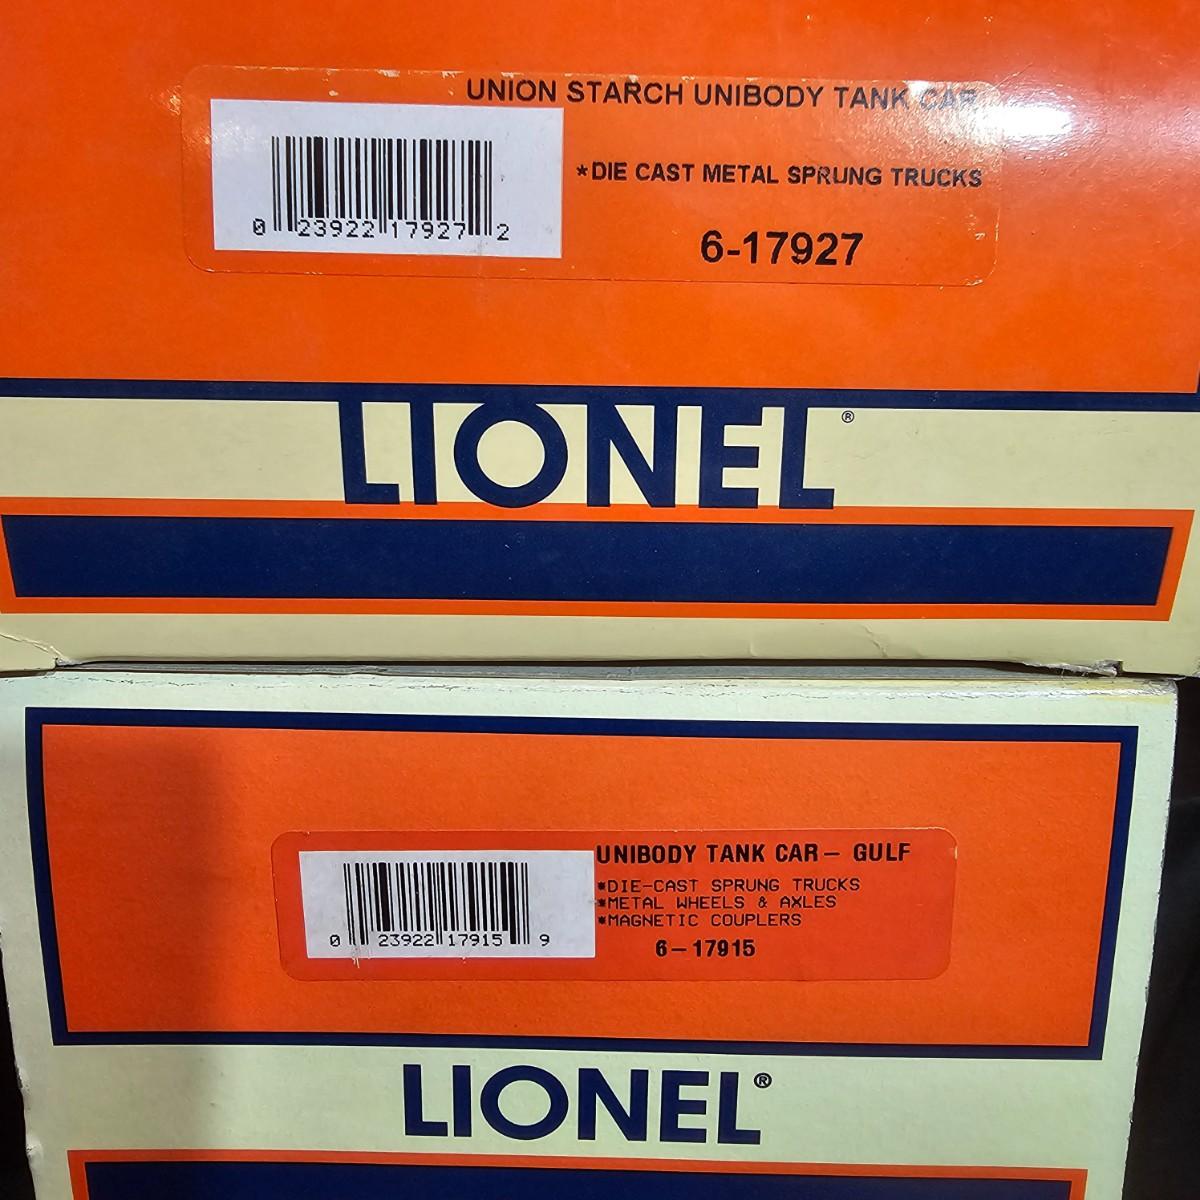 UNION STARCH UNIBODY TANK CAR
*DIE CAST METAL SPRUNG TRUCKS
0 23922 17927 2
6-17927
LIONEL®
UNIBODY TANK CAR – GULF
*DIE-CAST SPRUNG TRUCKS
*METAL WHEELS & AXLES
*MAGNETIC COUPLERS
0 23922 17915 9
6–17915
LIONEL®